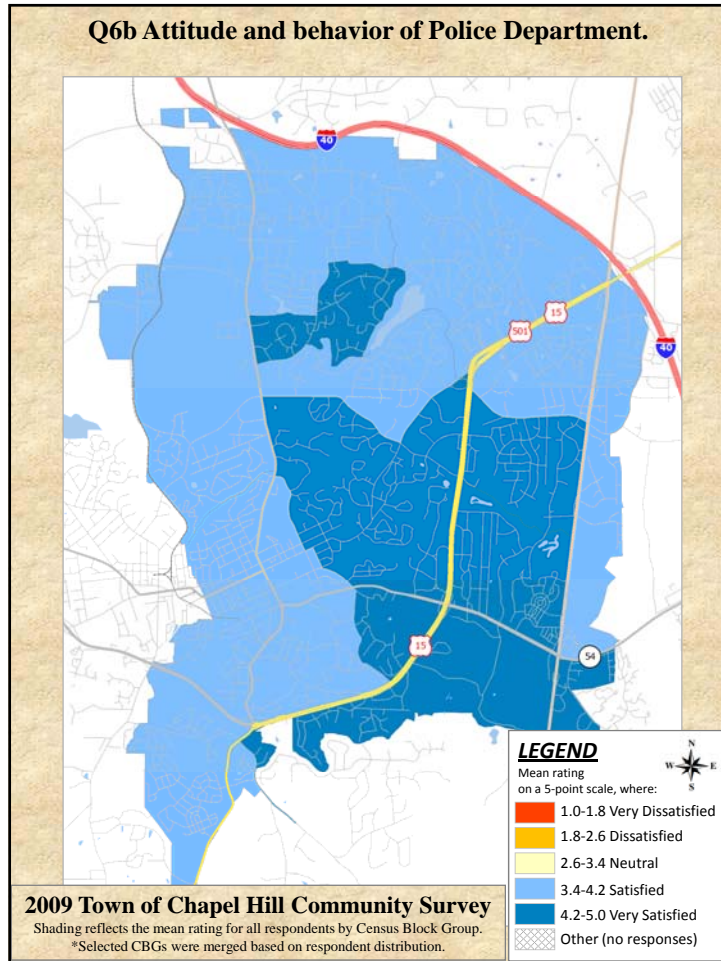 Q6b Attitude and behavior of Police Department.
40
15
501
40
15
54
LEGEND
N
W E
S
Mean rating
on a 5-point scale, where:
1.0-1.8 Very Dissatisfied
1.8-2.6 Dissatisfied
2.6-3.4 Neutral
3.4-4.2 Satisfied
4.2-5.0 Very Satisfied
Other (no responses)
2009 Town of Chapel Hill Community Survey
Shading reflects the mean rating for all respondents by Census Block Group.
*Selected CBGs were merged based on respondent distribution.